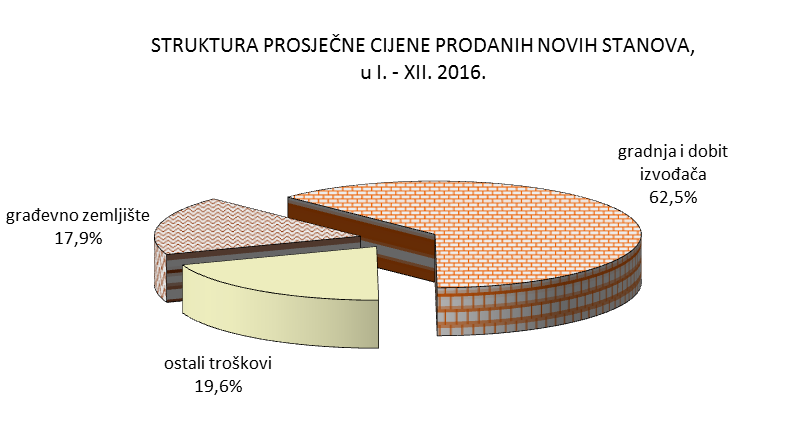 STRUKTURA PROSJEČNE CIJENE PRODANIH NOVIH STANOVA,
u I. - XII. 2016.
gradnja i dobit
izvođača
62,5%
građevno zemljište
17,9%
ostali troškovi
19,6%